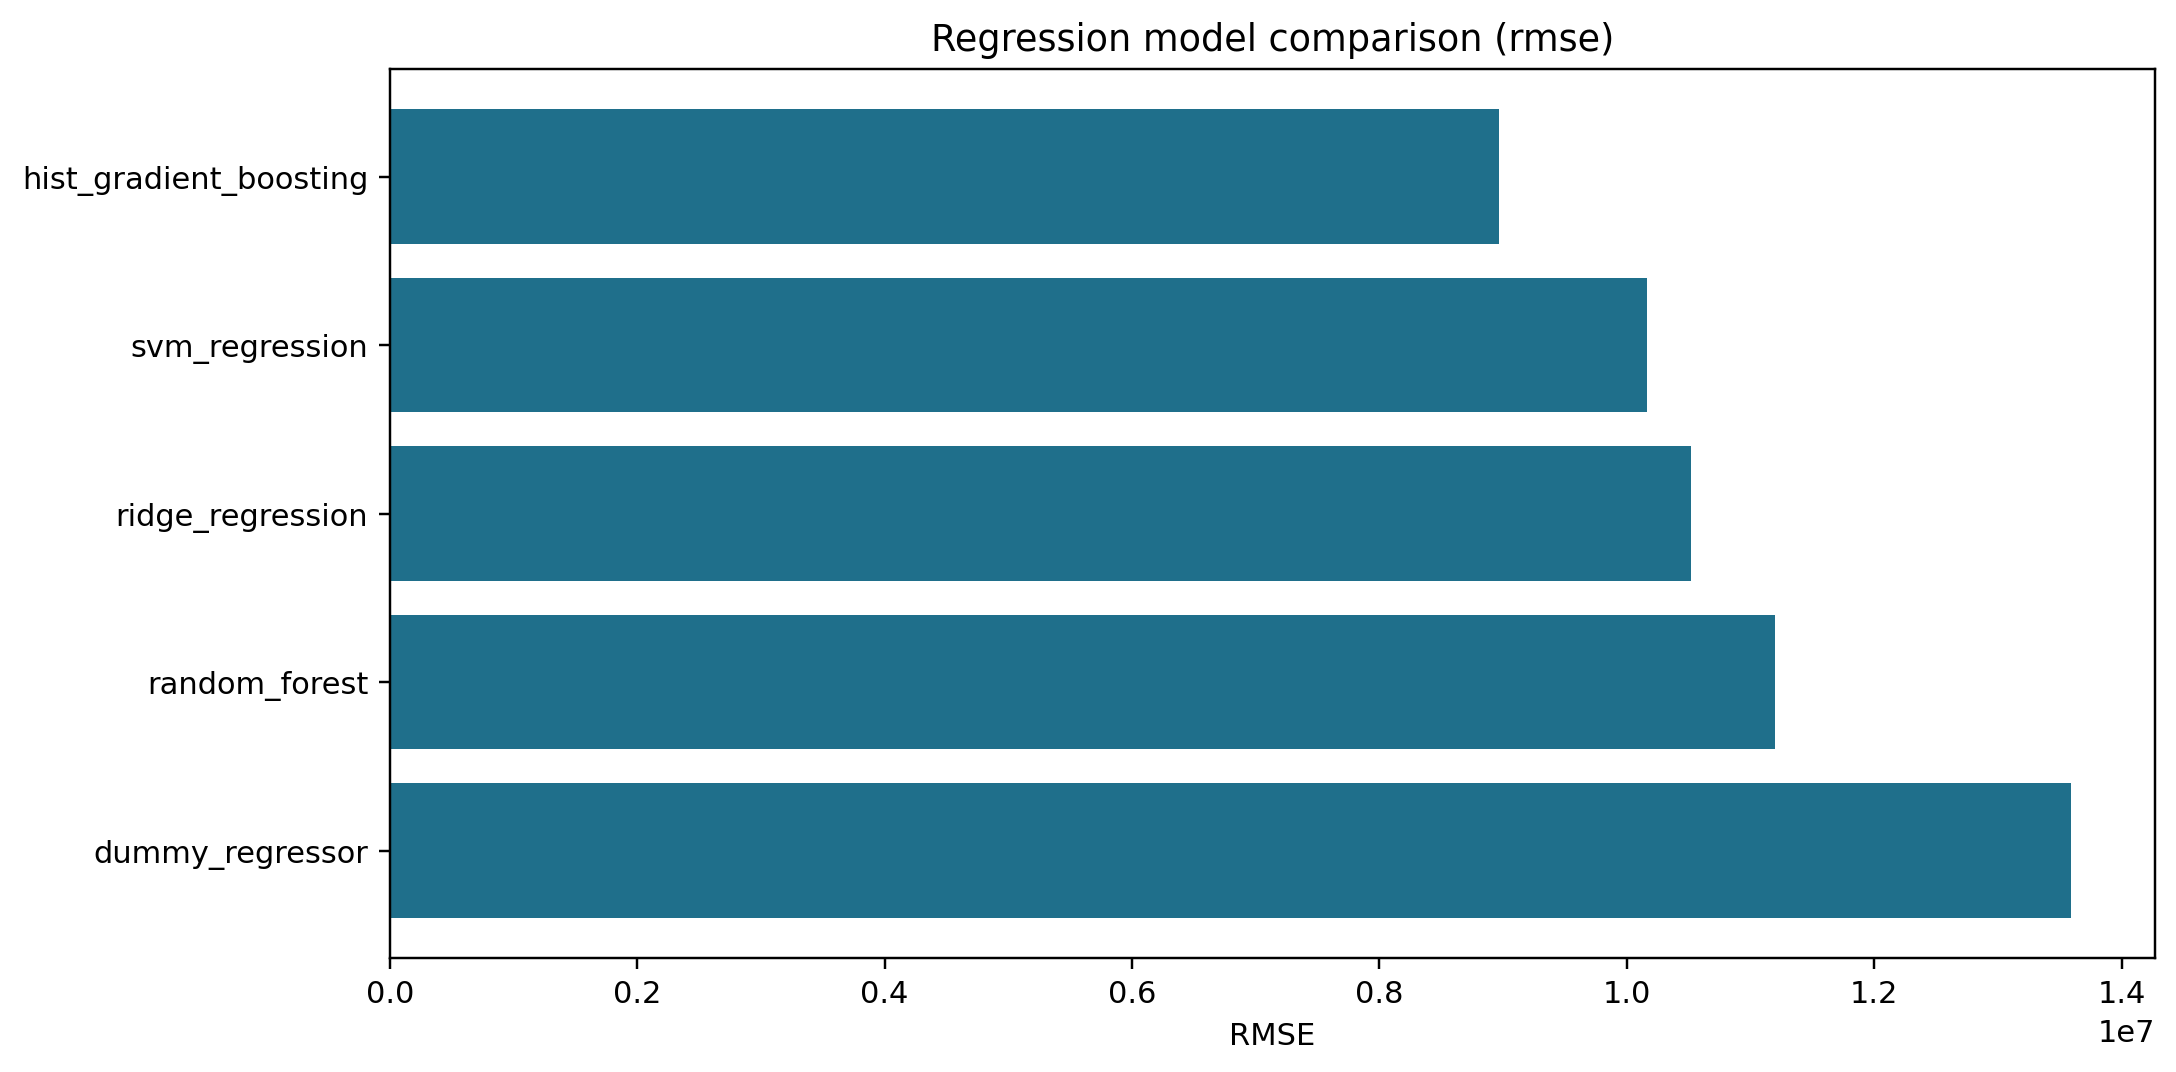 Regression model comparison (rmse)
hist_gradient_boosting
svm_regression
ridge_regression
random_forest
dummy_regressor
0.0 0.2 0.4 0.6 0.8 1.0 1.2 1.4
1e7
RMSE